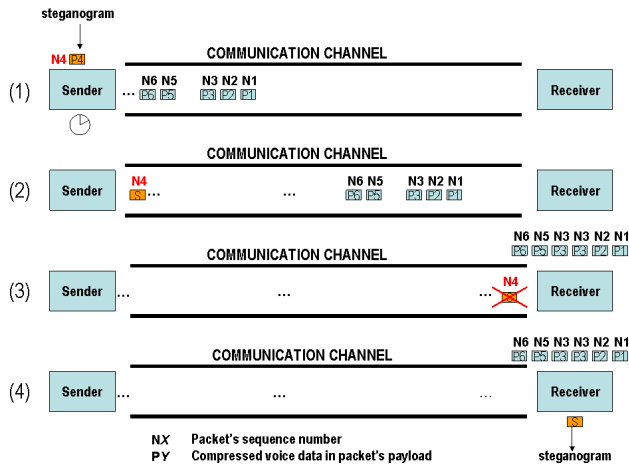 steganogram
N4 P4
COMMUNICATION CHANNEL
N6 N5 N3 N2 N1
(1) Sender ... P6 P5 P3 P2 P1 Receiver
COMMUNICATION CHANNEL
N4 N6 N5 N3 N2 N1
(2) Sender S ... ... P6 P5 P3 P2 P1 Receiver
N6 N5 N3 N3 N2 N1
COMMUNICATION CHANNEL P6 P5 P3 P3 P2 P1
N4
(3) Sender ... ... ... Receiver
N6 N5 N3 N3 N2 N1
COMMUNICATION CHANNEL P6 P5 P3 P3 P2 P1
(4) Sender ... ... ... Receiver
S
NX Packet's sequence number
PY Compressed voice data in packet's payload
steganogram